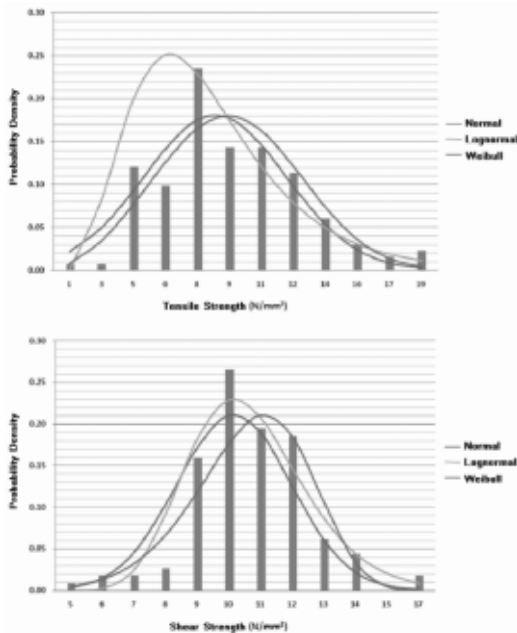 0.30
0.25
0.20
0.15
0.10
0.05
0.00
Probability Density
1 3 5 6 8 9 11 12 14 16 17 19
Tensile Strength (N/mm²)
Normal
Lognormal
Weibull
0.30
0.25
0.20
0.15
0.10
0.05
0.00
Probability Density
5 6 7 8 9 10 11 12 13 14 15 17
Shear Strength (N/mm²)
Normal
Lognormal
Weibull